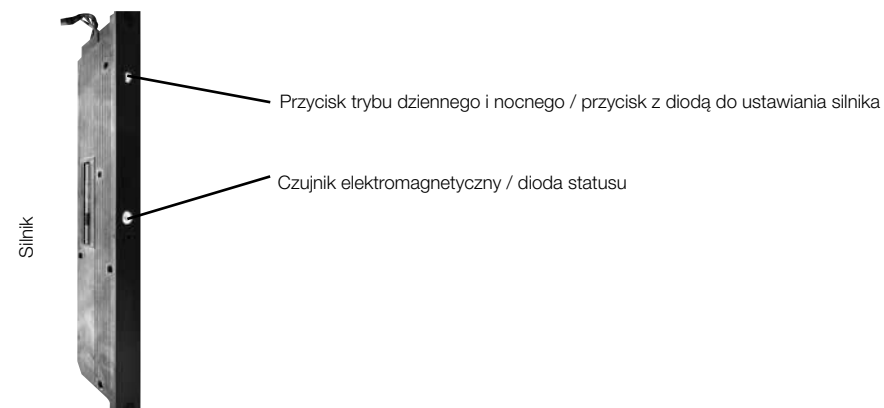 Przycisk trybu dziennego i nocnego / przycisk z diodą do ustawiania silnika
Czujnik elektromagnetyczny / dioda statusu
Silnik